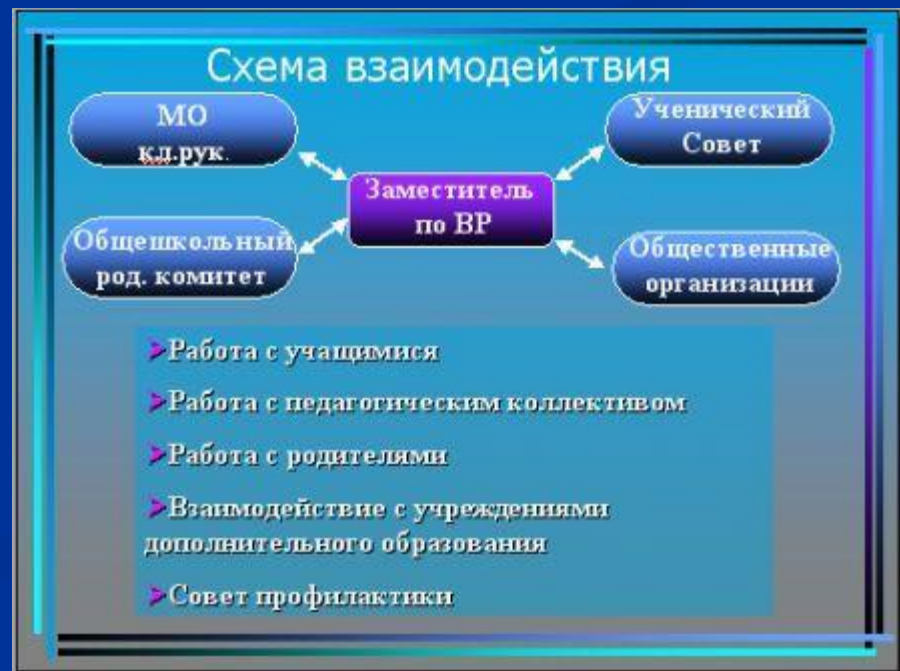 Схема взаимодействия
МО
кл.рук.
Ученический
Совет
Заместитель
по ВР
Общешкольный
род. комитет
Общественные
организации
Работа с учащимися
Работа с педагогическим коллективом
Работа с родителями
Взаимодействие с учреждениями
дополнительного образования
Совет профилактики